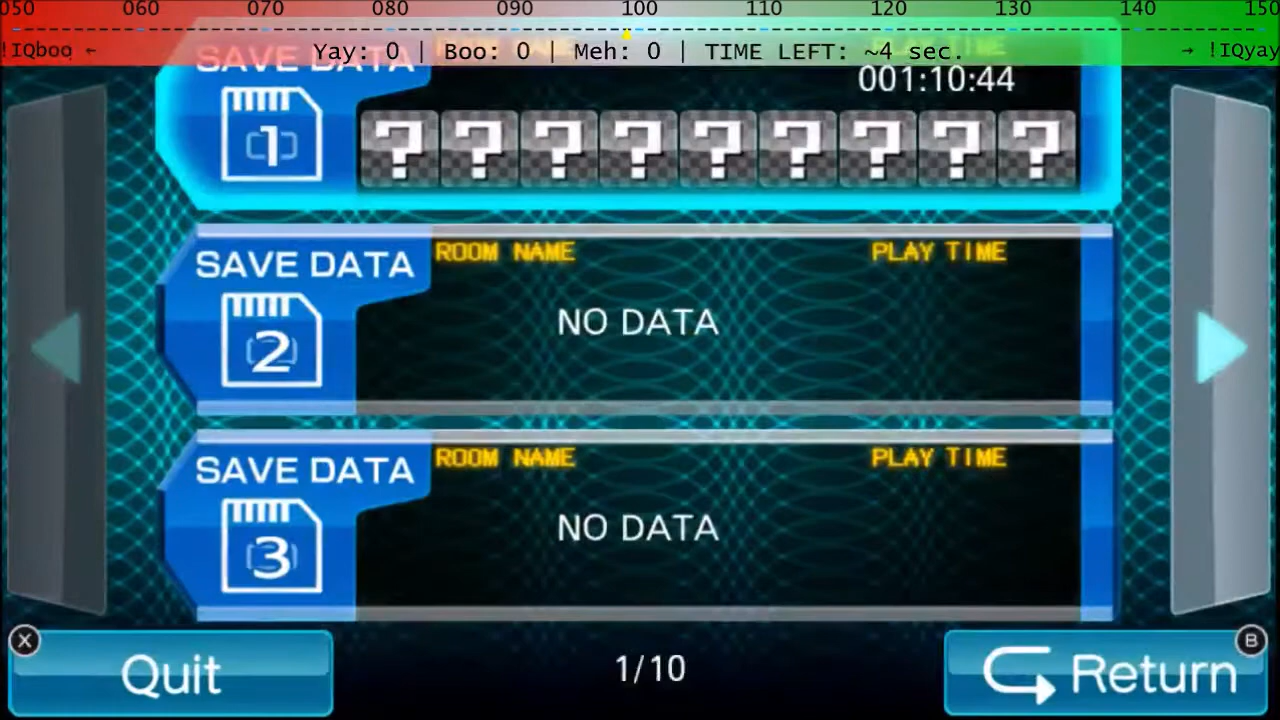 050 060 070 080 090 100 110 120 130 140 150
!IQboo ← Yay: 0 | Boo: 0 | Meh: 0 | TIME LEFT: ~4 sec. → !IQyay
SAVE DATA
001:10:44
1
? ? ? ? ? ? ? ? ?
SAVE DATA
ROOM NAME
PLAY TIME
2
NO DATA
SAVE DATA
ROOM NAME
PLAY TIME
3
NO DATA
X
Quit
1/10
B
Return